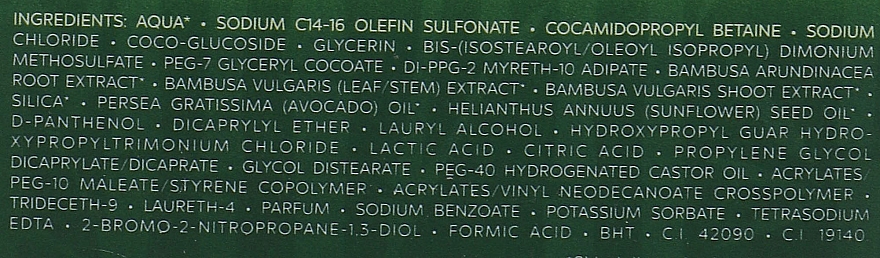 INGREDIENTS: AQUA* • SODIUM C14-16 OLEFIN SULFONATE • COCAMIDOPROPYL BETAINE • SODIUM
CHLORIDE • COCO-GLUCOSIDE • GLYCERIN • BIS-(ISOSTEAROYL/OLEOYL ISOPROPYL) DIMONIUM
METHOSULFATE • PEG-7 GLYCERYL COCOATE • DI-PPG-2 MYRETH-10 ADIPATE • BAMBUSA ARUNDINACEA
ROOT EXTRACT* • BAMBUSA VULGARIS (LEAF/STEM) EXTRACT* • BAMBUSA VULGARIS SHOOT EXTRACT* •
SILICA* • PERSEA GRATISSIMA (AVOCADO) OIL* • HELIANTHUS ANNUUS (SUNFLOWER) SEED OIL* •
D-PANTHENOL • DICAPRYLYL ETHER • LAURYL ALCOHOL • HYDROXYPROPYL GUAR HYDRO-
XYPROPYLTRIMONIUM CHLORIDE • LACTIC ACID • CITRIC ACID • PROPYLENE GLYCOL
DICAPRYLATE/DICAPRATE • GLYCOL DISTEARATE • PEG-40 HYDROGENATED CASTOR OIL • ACRYLATES/
PEG-10 MALEATE/STYRENE COPOLYMER • ACRYLATES/VINYL NEODECANOATE CROSSPOLYMER •
TRIDECETH-9 • LAURETH-4 • PARFUM • SODIUM BENZOATE • POTASSIUM SORBATE • TETRASODIUM
EDTA • 2-BROMO-2-NITROPROPANE-1,3-DIOL • FORMIC ACID • BHT • C.I. 42090 • C.I. 19140